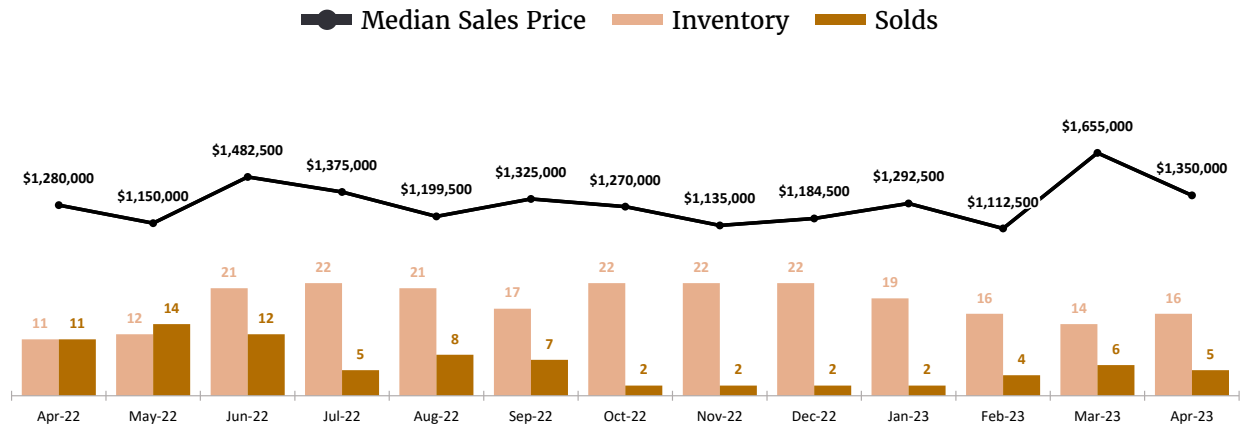 Median Sales Price Inventory Solds
$1,280,000 $1,150,000 $1,482,500 $1,375,000 $1,199,500 $1,325,000 $1,270,000 $1,135,000 $1,184,500 $1,292,500 $1,112,500 $1,655,000 $1,350,000
11 12 21 22 21 17 22 22 22 19 16 14 16
11 14 12 5 8 7 2 2 2 2 4 6 5
Apr-22 May-22 Jun-22 Jul-22 Aug-22 Sep-22 Oct-22 Nov-22 Dec-22 Jan-23 Feb-23 Mar-23 Apr-23